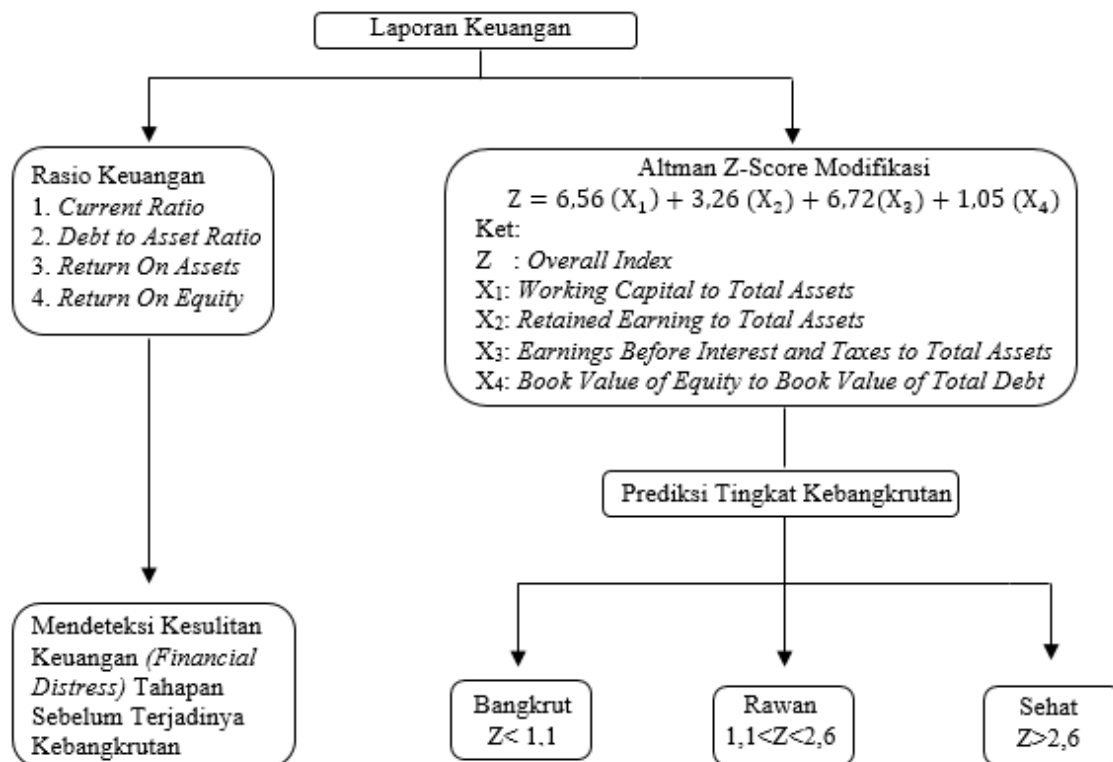 Laporan Keuangan
Rasio Keuangan
1. Current Ratio
2. Debt to Asset Ratio
3. Return On Assets
4. Return On Equity
Altman Z-Score Modifikasi
Z = 6,56 (X₁) + 3,26 (X₂) + 6,72(X₃) + 1,05 (X₄)
Ket:
Z : Overall Index
X₁: Working Capital to Total Assets
X₂: Retained Earning to Total Assets
X₃: Earnings Before Interest and Taxes to Total Assets
X₄: Book Value of Equity to Book Value of Total Debt
Prediksi Tingkat Kebangkrutan
Mendeteksi Kesulitan
Keuangan (Financial
Distress) Tahapan
Sebelum Terjadinya
Kebangkrutan
Bangkrut
Z< 1,1
Rawan
1,1<Z<2,6
Sehat
Z>2,6